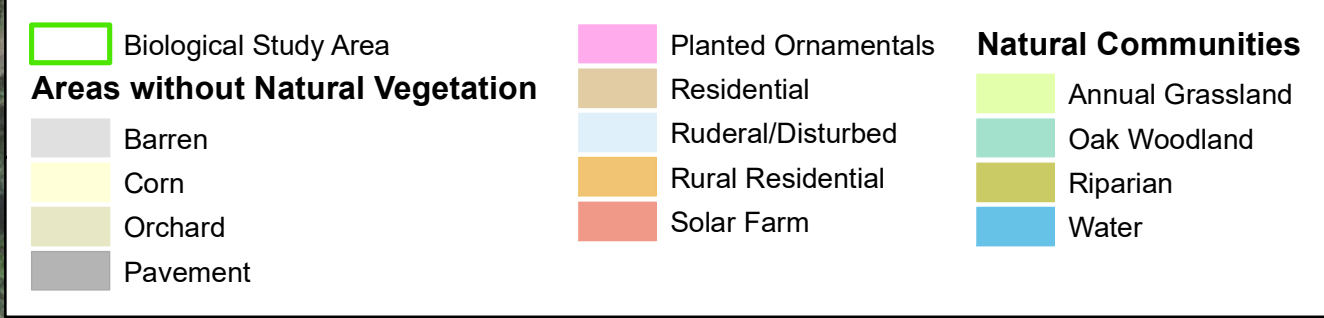 Biological Study Area
Areas without Natural Vegetation
Barren
Corn
Orchard
Pavement
Planted Ornamentals
Residential
Ruderal/Disturbed
Rural Residential
Solar Farm
Natural Communities
Annual Grassland
Oak Woodland
Riparian
Water